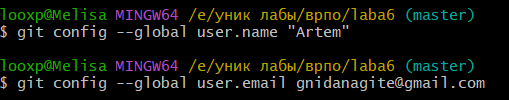 looxp@Melisa MINGW64 /e/уник лабы/врпо/laba6 (master)
$ git config --global user.name "Artem"
looxp@Melisa MINGW64 /e/уник лабы/врпо/laba6 (master)
$ git config --global user.email gnidanagite@gmail.com